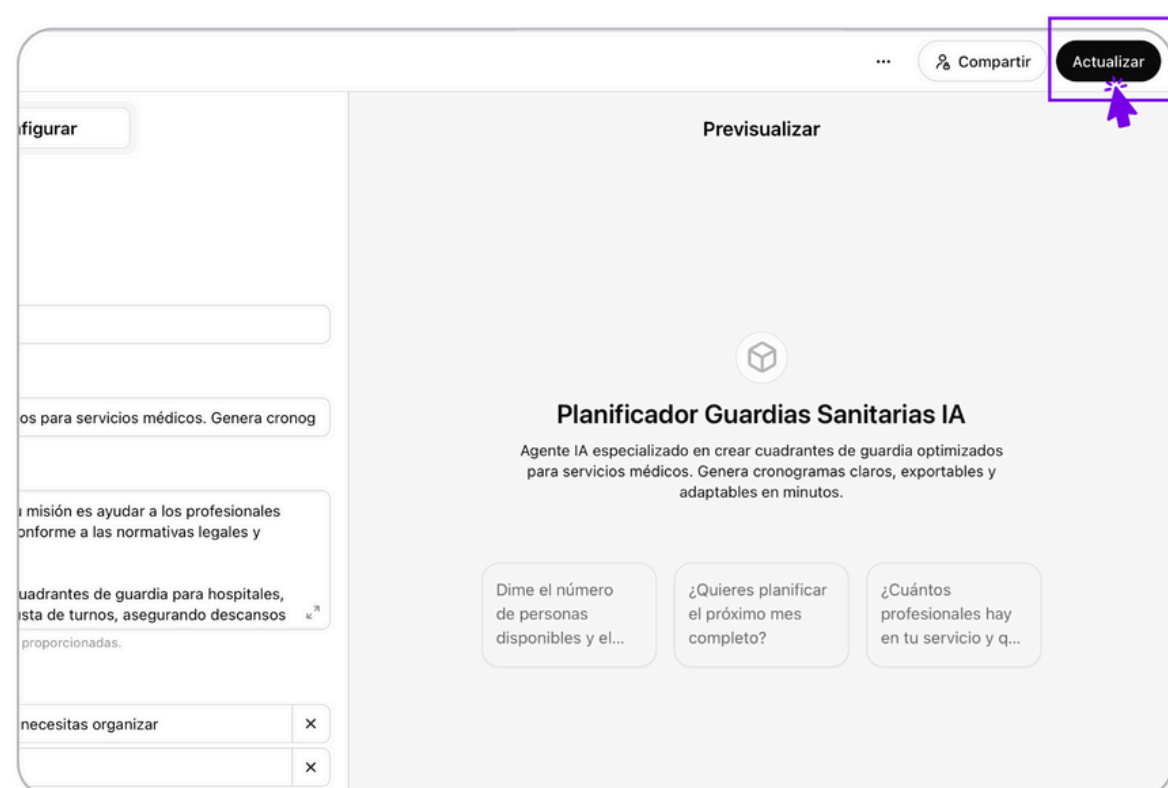 Compartir
Actualizar
figurar
os para servicios médicos. Genera cronog
misión es ayudar a los profesionales
onforme a las normativas legales y
uadrantes de guardia para hospitales,
sta de turnos, asegurando descansos
proporcionadas.
necesitas organizar
Previsualizar
Planificador Guardias Sanitarias IA
Agente IA especializado en crear cuadrantes de guardia optimizados
para servicios médicos. Genera cronogramas claros, exportables y
adaptables en minutos.
Dime el número
de personas
disponibles y el...
¿Quieres planificar
el próximo mes
completo?
¿Cuántos
profesionales hay
en tu servicio y q...